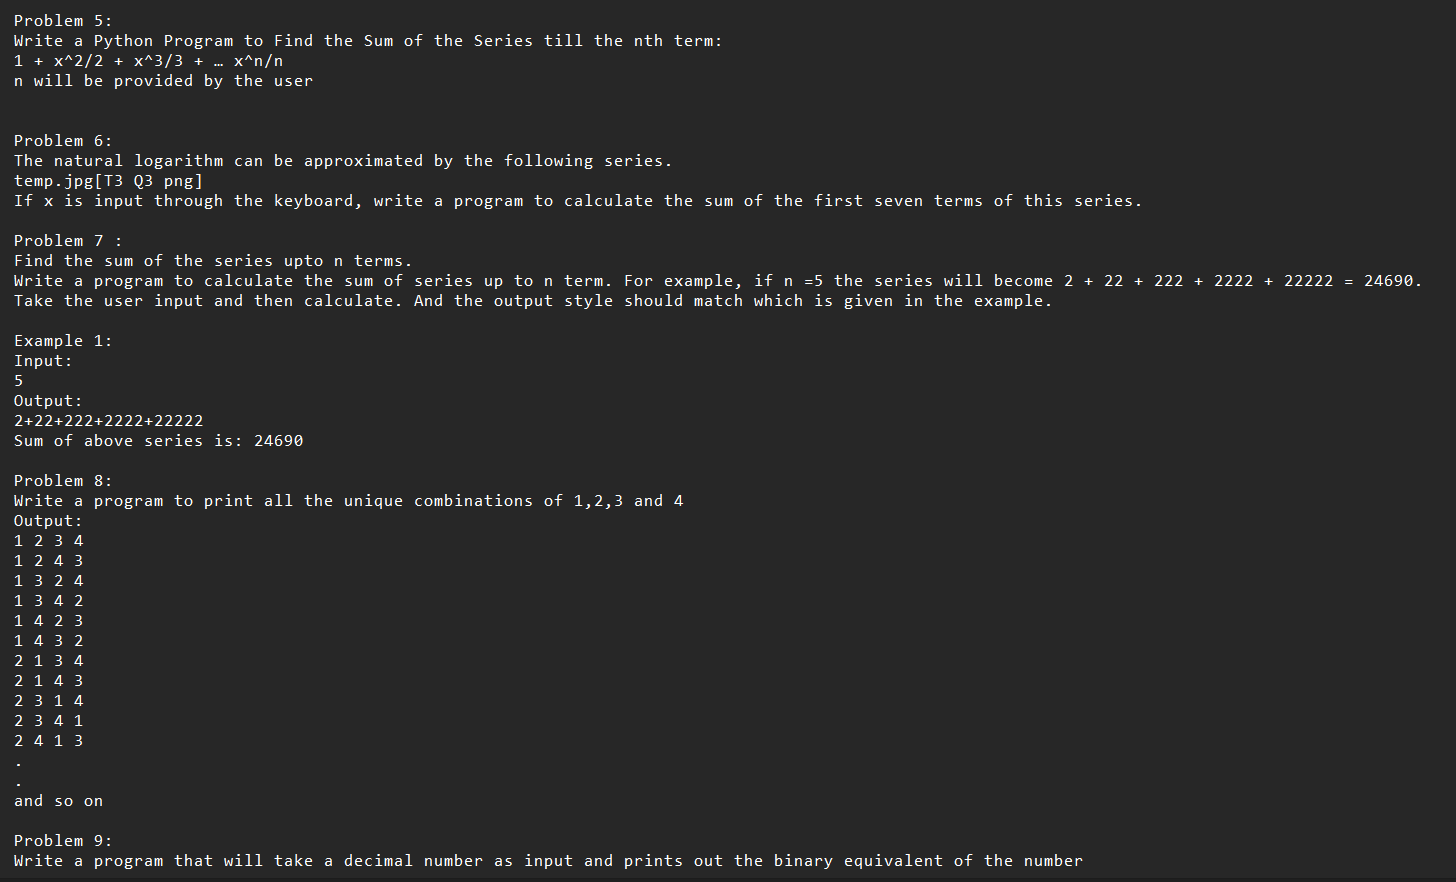 Problem 5:
Write a Python Program to Find the Sum of the Series till the nth term:
1 + x^2/2 + x^3/3 + … x^n/n
n will be provided by the user
Problem 6:
The natural logarithm can be approximated by the following series.
temp.jpg[T3 Q3 png]
If x is input through the keyboard, write a program to calculate the sum of the first seven terms of this series.
Problem 7 :
Find the sum of the series upto n terms.
Write a program to calculate the sum of series up to n term. For example, if n =5 the series will become 2 + 22 + 222 + 2222 + 22222 = 24690.
Take the user input and then calculate. And the output style should match which is given in the example.
Example 1:
Input:
5
Output:
2+22+222+2222+22222
Sum of above series is: 24690
Problem 8:
Write a program to print all the unique combinations of 1,2,3 and 4
Output:
1 2 3 4
1 2 4 3
1 3 2 4
1 3 4 2
1 4 2 3
1 4 3 2
2 1 3 4
2 1 4 3
2 3 1 4
2 3 4 1
2 4 1 3
.
.
and so on
Problem 9:
Write a program that will take a decimal number as input and prints out the binary equivalent of the number